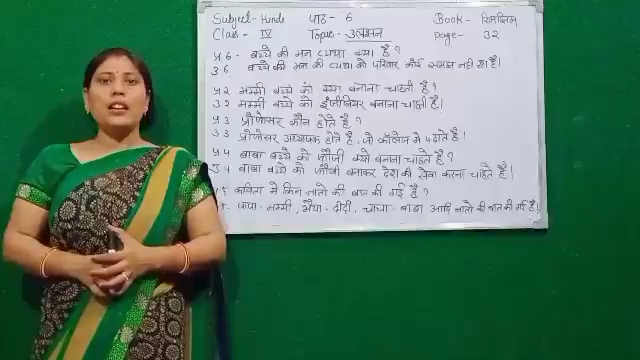 Subject- Hindi पाठ- 6 Book- रिमझिम
Class- IV Topic- उलझन Page- 32
प्र 6- बच्चे की मन व्यथा क्या है?
उ 6 बच्चे की मन की व्यथा को परिवार कोई समझ नही रहा है।
प्र 2 मम्मी बच्चे को क्या बनाना चाहती है?
उ 2 मम्मी बच्चे को इंजीनियर बनाना चाहती है।
प्र 3 प्रोफेसर कौन होते है?
उ 3 प्रोफेसर अध्यापक होते है, जो कॉलेज मे पढाते है।
प्र 4 बाबा बच्चे को फौजी क्यो बनाना चाहते है?
उ 4 बाबा बच्चे को फौजी बनाकर देश की सेवा करना चाहते है।
5 कविता मे किन नातो की बात की गई है?
पापा- मम्मी, भैया- दीदी, चाचा- बाबा आदि नातो की बात की गई है।